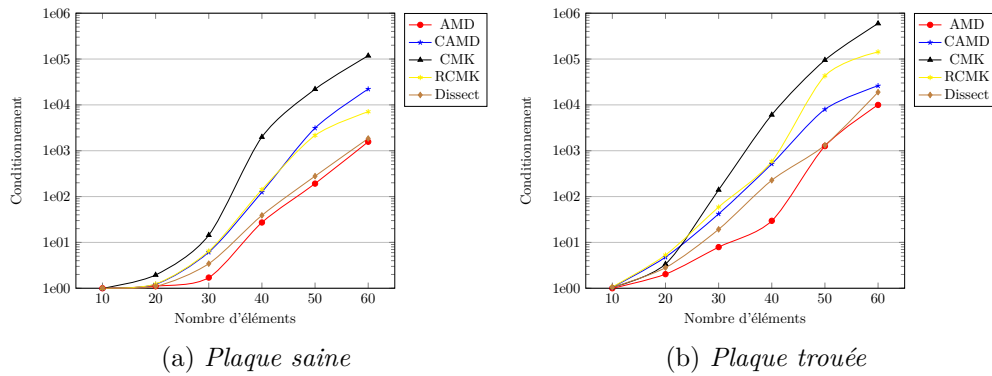 1e06
1e05
1e04
1e03
1e02
1e01
1e00
Conditionnement
10 20 30 40 50 60
Nombre d'éléments
AMD
CAMD
CMK
RCMK
Dissect
(a) Plaque saine
1e06
1e05
1e04
1e03
1e02
1e01
1e00
Conditionnement
10 20 30 40 50 60
Nombre d'éléments
AMD
CAMD
CMK
RCMK
Dissect
(b) Plaque trouée